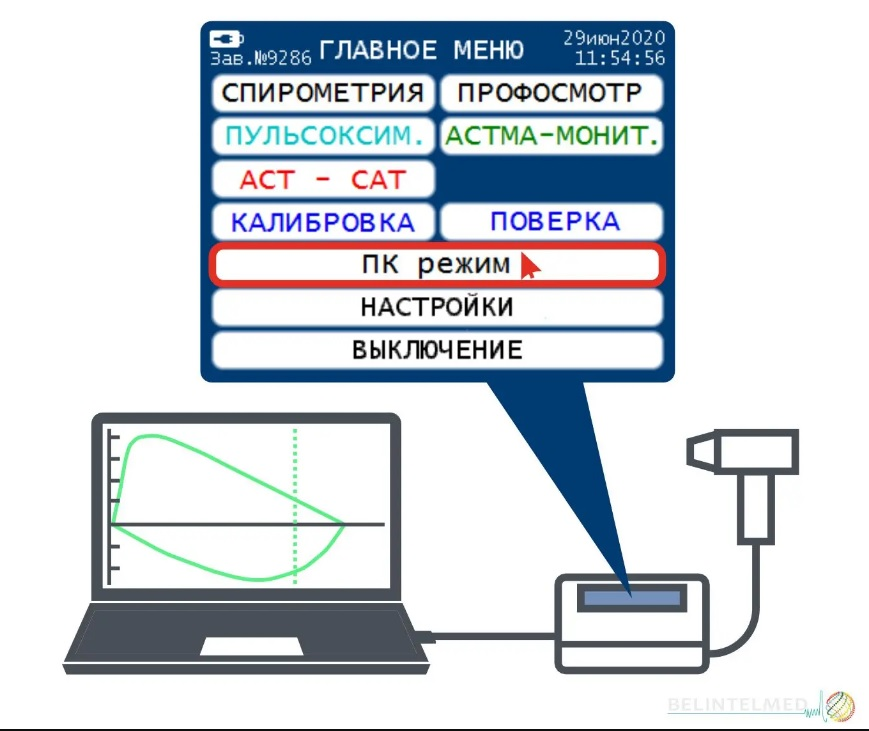 29июн2020
Зав.№9286 ГЛАВНОЕ МЕНЮ 11:54:56
СПИРОМЕТРИЯ ПРОФОСМОТР
ПУЛЬСОКСИМ. АСТМА-МОНИТ.
АСТ - САТ
КАЛИБРОВКА ПОВЕРКА
ПК режим
НАСТРОЙКИ
ВЫКЛЮЧЕНИЕ
BELINTELMED